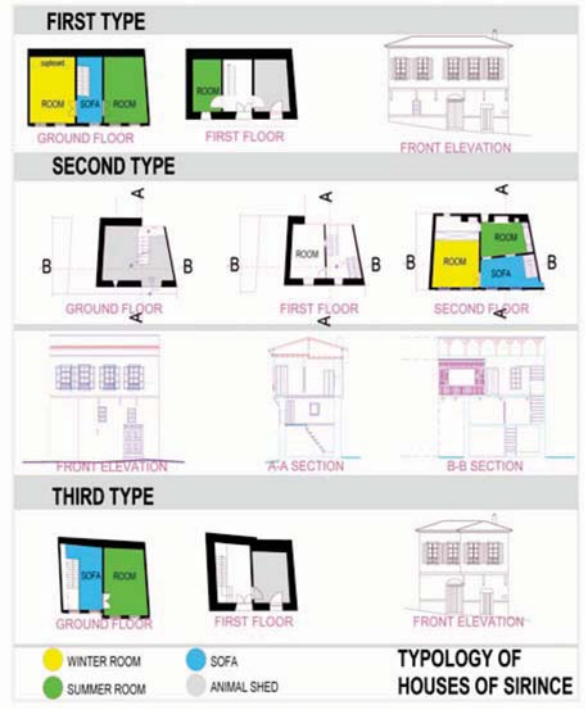 FIRST TYPE
cupboard
ROOM
SOFA
ROOM
GROUND FLOOR
ROOM
FIRST FLOOR
FRONT ELEVATION
SECOND TYPE
A
B
B
GROUND FLOOR
A
A
B
ROOM
B
FIRST FLOOR
A
A
B
ROOM
ROOM
SOFA
B
SECOND FLOOR
A
FRONT ELEVATION
A-A SECTION
B-B SECTION
THIRD TYPE
SOFA
ROOM
GROUND FLOOR
FIRST FLOOR
FRONT ELEVATION
WINTER ROOM
SOFA
SUMMER ROOM
ANIMAL SHED
TYPOLOGY OF
HOUSES OF SIRINCE